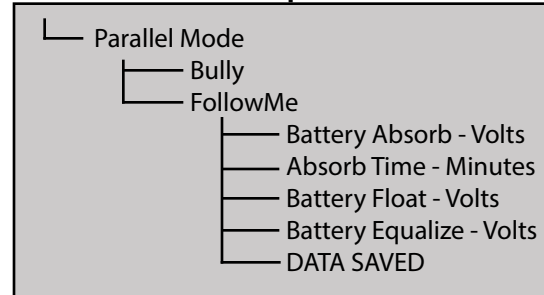 Parallel Mode
Bully
FollowMe
Battery Absorb - Volts
Absorb Time - Minutes
Battery Float - Volts
Battery Equalize - Volts
DATA SAVED